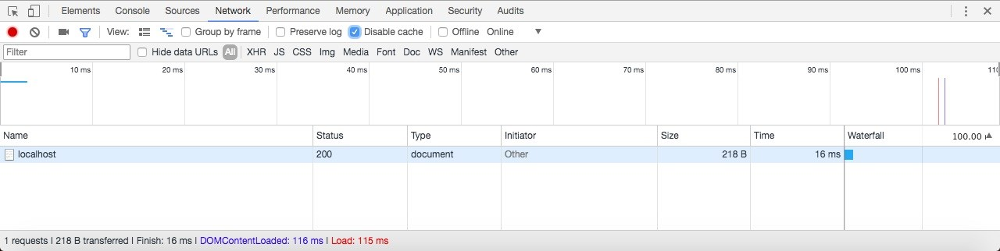 Elements Console Sources Network Performance Memory Application Security Audits
View: Group by frame Preserve log Disable cache Offline Online
Filter Hide data URLs All XHR JS CSS Img Media Font Doc WS Manifest Other
10 ms 20 ms 30 ms 40 ms 50 ms 60 ms 70 ms 80 ms 90 ms 100 ms 110
Name Status Type Initiator Size Time Waterfall 100.00
localhost 200 document Other 218 B 16 ms
1 requests | 218 B transferred | Finish: 16 ms | DOMContentLoaded: 116 ms | Load: 115 ms